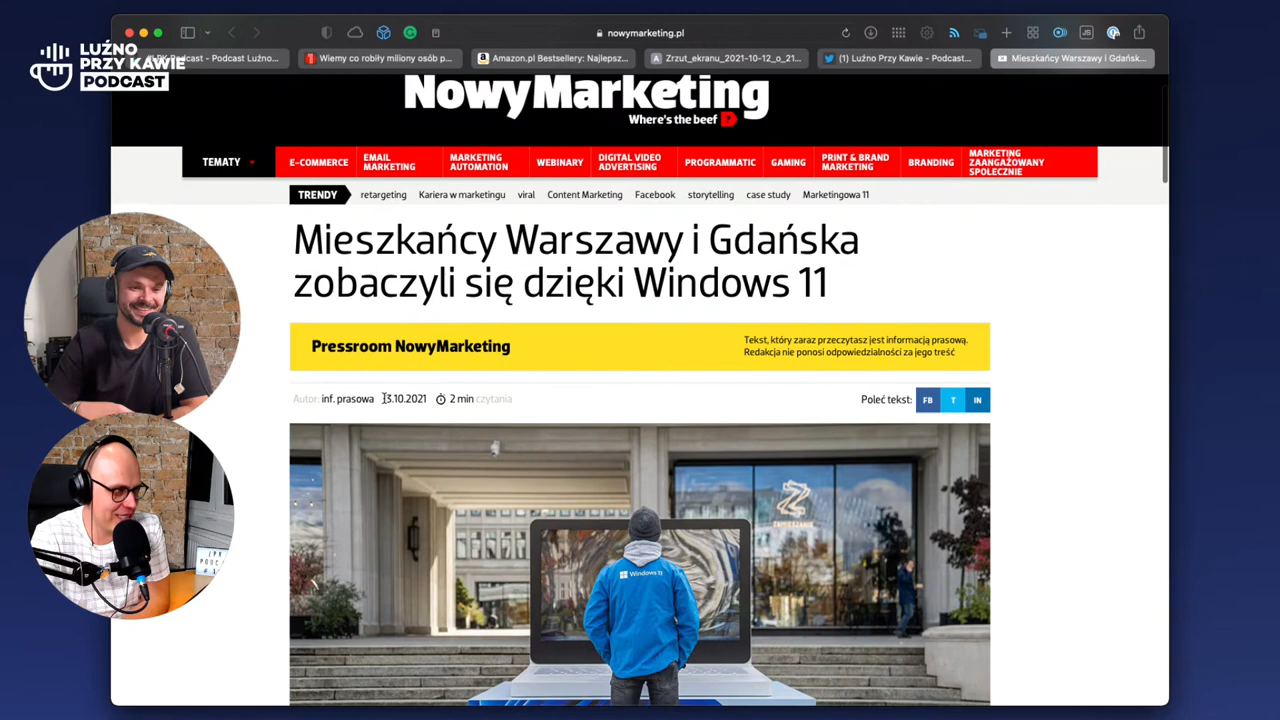 LUŹNO
PRZY KAWIE
PODCAST
nowymarketing.pl
Podcast Luźno...
Wiemy co robiły miliony osób p...
Amazon.pl Bestsellery: Najlepsz...
Zrzut_ekranu_2021-10-12_o_21...
(1) Luźno Przy Kawie - Podcast...
Mieszkańcy Warszawy i Gdańsk...
NowyMarketing
Where's the beef ?
TEMATY
E-COMMERCE
EMAIL
MARKETING
MARKETING
AUTOMATION
WEBINARY
DIGITAL VIDEO
ADVERTISING
PROGRAMMATIC
GAMING
PRINT & BRAND
MARKETING
BRANDING
MARKETING
ZAANGAŻOWANY
SPOŁECZNIE
TRENDY retargeting Kariera w marketingu viral Content Marketing Facebook storytelling case study Marketingowa 11
Mieszkańcy Warszawy i Gdańska
zobaczyli się dzięki Windows 11
Pressroom NowyMarketing
Tekst, który zaraz przeczytasz jest informacją prasową.
Redakcja nie ponosi odpowiedzialności za jego treść
Autor: inf. prasowa 13.10.2021 2 min czytania
Poleć tekst: FB T IN
ZAMIESZANIE
Windows 11